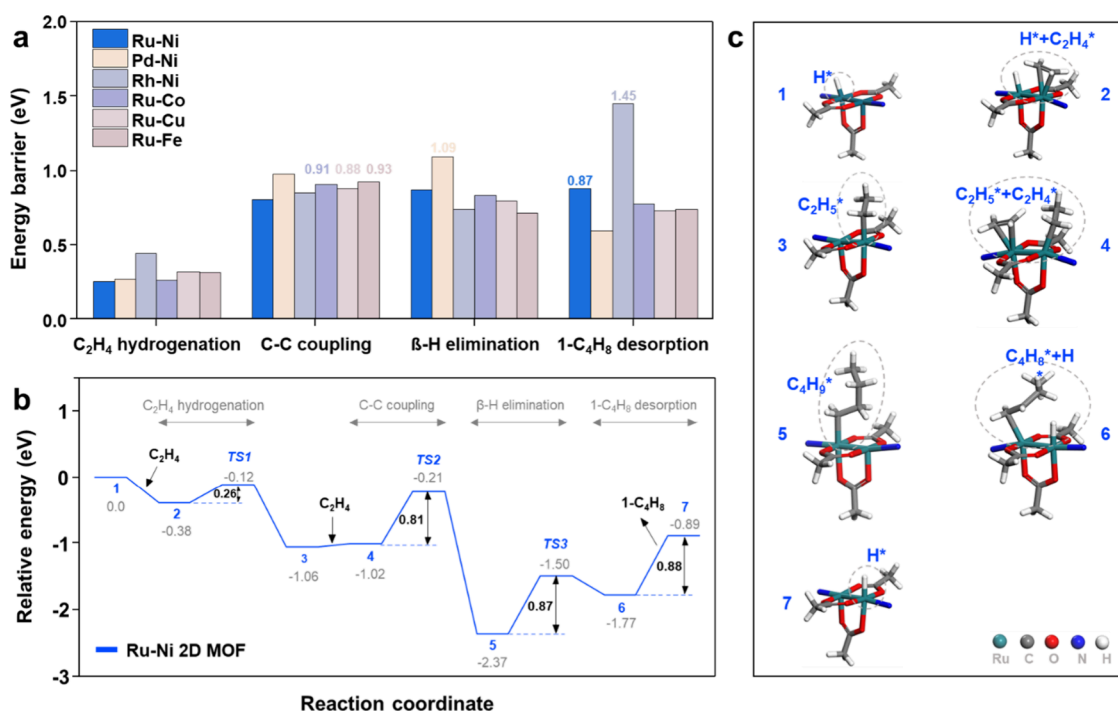 a
2.0
1.5
1.0
0.5
0.0
Energy barrier (eV)
Ru-Ni
Pd-Ni
Rh-Ni
Ru-Co
Ru-Cu
Ru-Fe
0.91 0.88 0.93
1.09
0.87
1.45
C₂H₄ hydrogenation C-C coupling ß-H elimination 1-C₄H₈ desorption
b
1
0
-1
-2
-3
Relative energy (eV)
C₂H₄ hydrogenation C-C coupling β-H elimination 1-C₄H₈ desorption
C₂H₄
TS1
-0.12
0.26
1
0.0
2
-0.38
C₂H₄
3
-1.06
4
-1.02
TS2
-0.21
0.81
5
-2.37
TS3
-1.50
0.87
6
-1.77
1-C₄H₈
7
-0.89
0.88
Ru-Ni 2D MOF
Reaction coordinate
c
H*
1
H*+C₂H₄*
2
C₂H₅*
3
C₂H₅*+C₂H₄*
4
C₄H₉*
5
C₄H₈*+H
*
6
H*
7
Ru C O N H